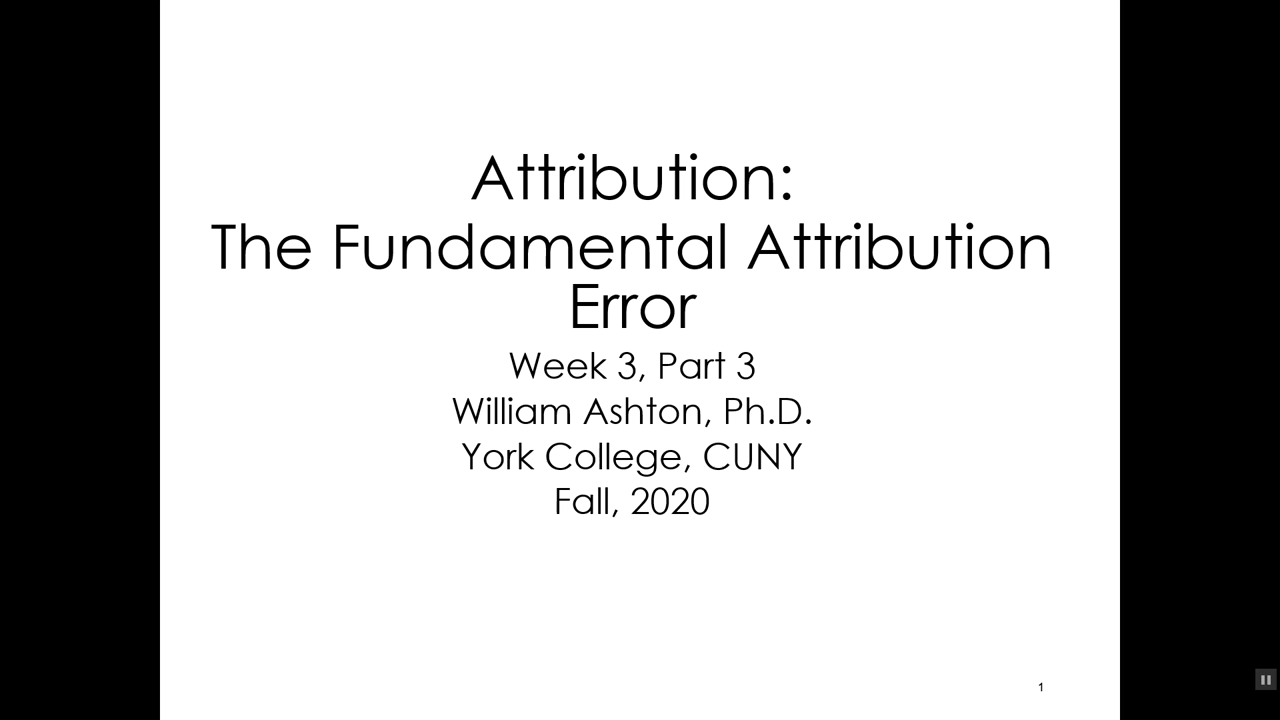 Attribution:
The Fundamental Attribution
Error
Week 3, Part 3
William Ashton, Ph.D.
York College, CUNY
Fall, 2020
1